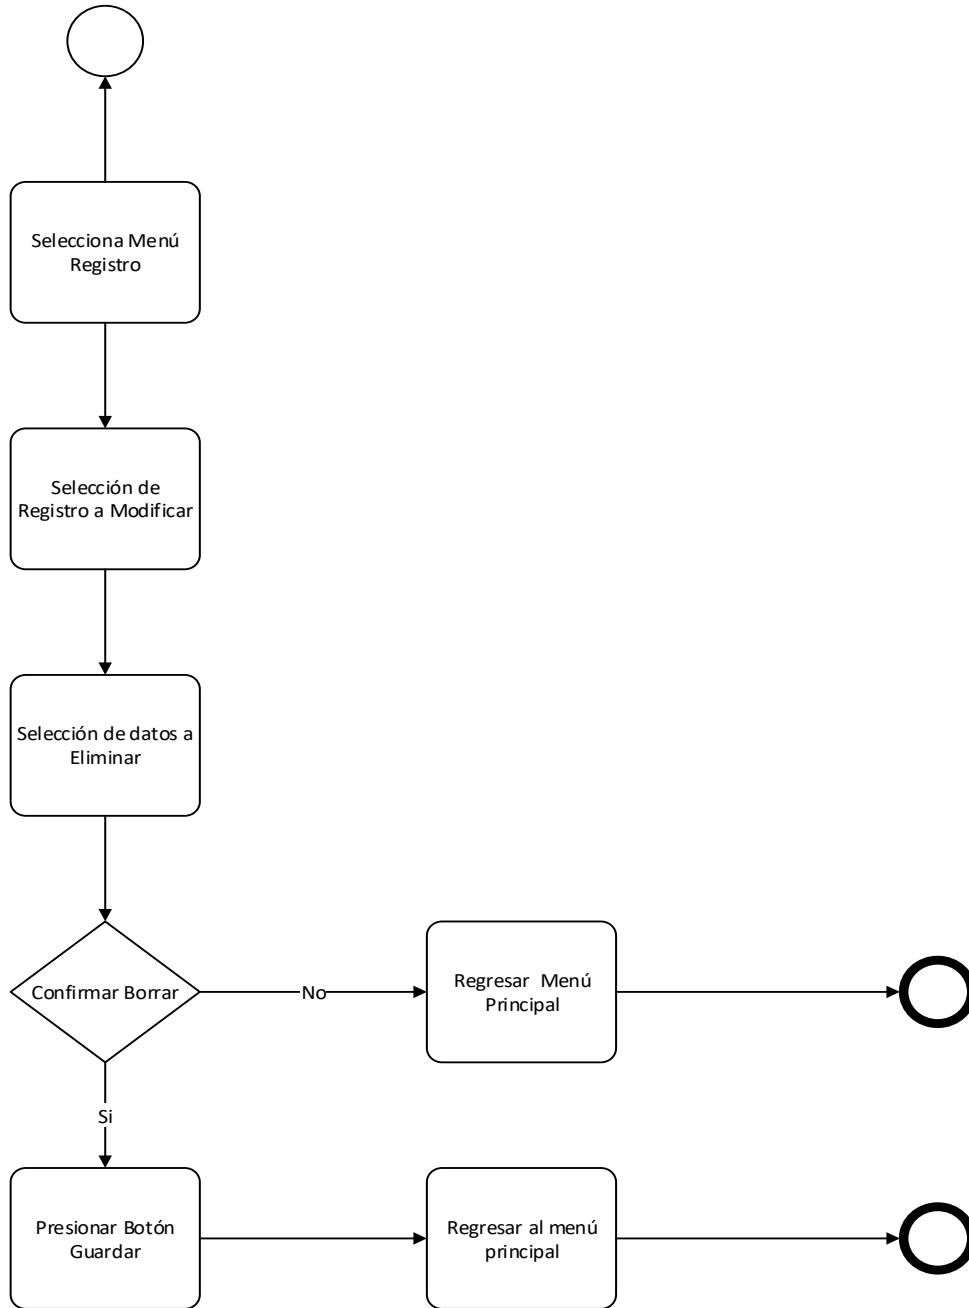 Selecciona Menú
Registro
Selección de
Registro a Modificar
Selección de datos a
Eliminar
Confirmar Borrar
No
Regresar  Menú
Principal
Si
Presionar Botón
Guardar
Regresar al menú
principal